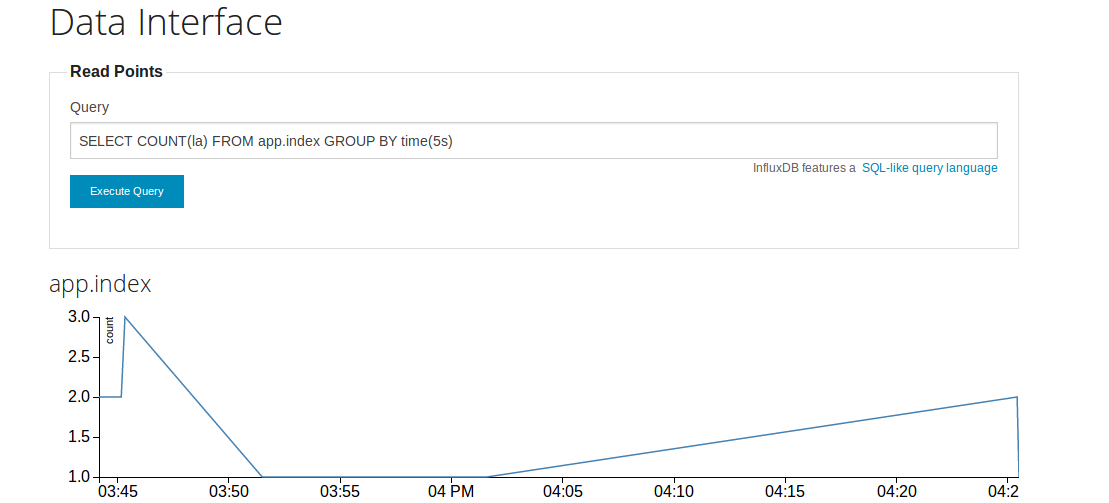 Data Interface
Read Points
Query
SELECT COUNT(la) FROM app.index GROUP BY time(5s)
InfluxDB features a SQL-like query language
Execute Query
app.index
count
3.0
2.5
2.0
1.5
1.0
03:45 03:50 03:55 04 PM 04:05 04:10 04:15 04:20 04:2